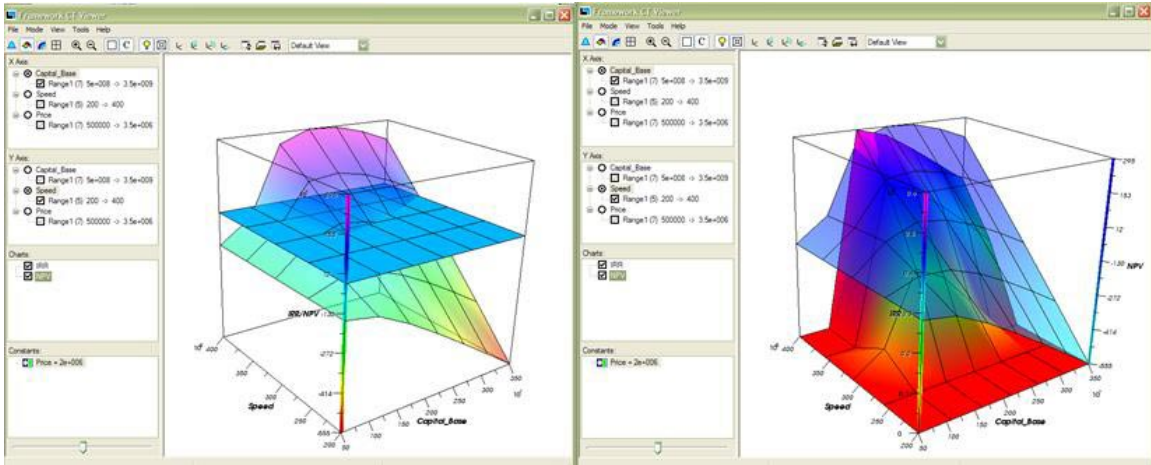 Framework CT Viewer
File Mode View Tools Help
Default View
X Axis:
Capital_Base
Range1 (7) 5e+008 -> 3.5e+009
Speed
Range1 (5) 200 -> 400
Price
Range1 (7) 500000 -> 3.5e+006
Y Axis:
Capital_Base
Range1 (7) 5e+008 -> 3.5e+009
Speed
Range1 (5) 200 -> 400
Price
Range1 (7) 500000 -> 3.5e+006
Charts:
IRR
NPV
Constants:
Price = 2e+006
IRR/NPV
-272
-414
-555
400
350
300
250
200
Speed
50
100
150
200
250
300
350
Capital_Base
Framework CT Viewer
File Mode View Tools Help
Default View
X Axis:
Capital_Base
Range1 (7) 5e+008 -> 3.5e+009
Speed
Range1 (5) 200 -> 400
Price
Range1 (7) 500000 -> 3.5e+006
Y Axis:
Capital_Base
Range1 (7) 5e+008 -> 3.5e+009
Speed
Range1 (5) 200 -> 400
Price
Range1 (7) 500000 -> 3.5e+006
Charts:
IRR
NPV
Constants:
Price = 2e+006
295
153
12
-130
-272
-414
-555
NPV
IRR
0
400
350
300
250
200
Speed
50
100
150
200
250
300
350
Capital_Base